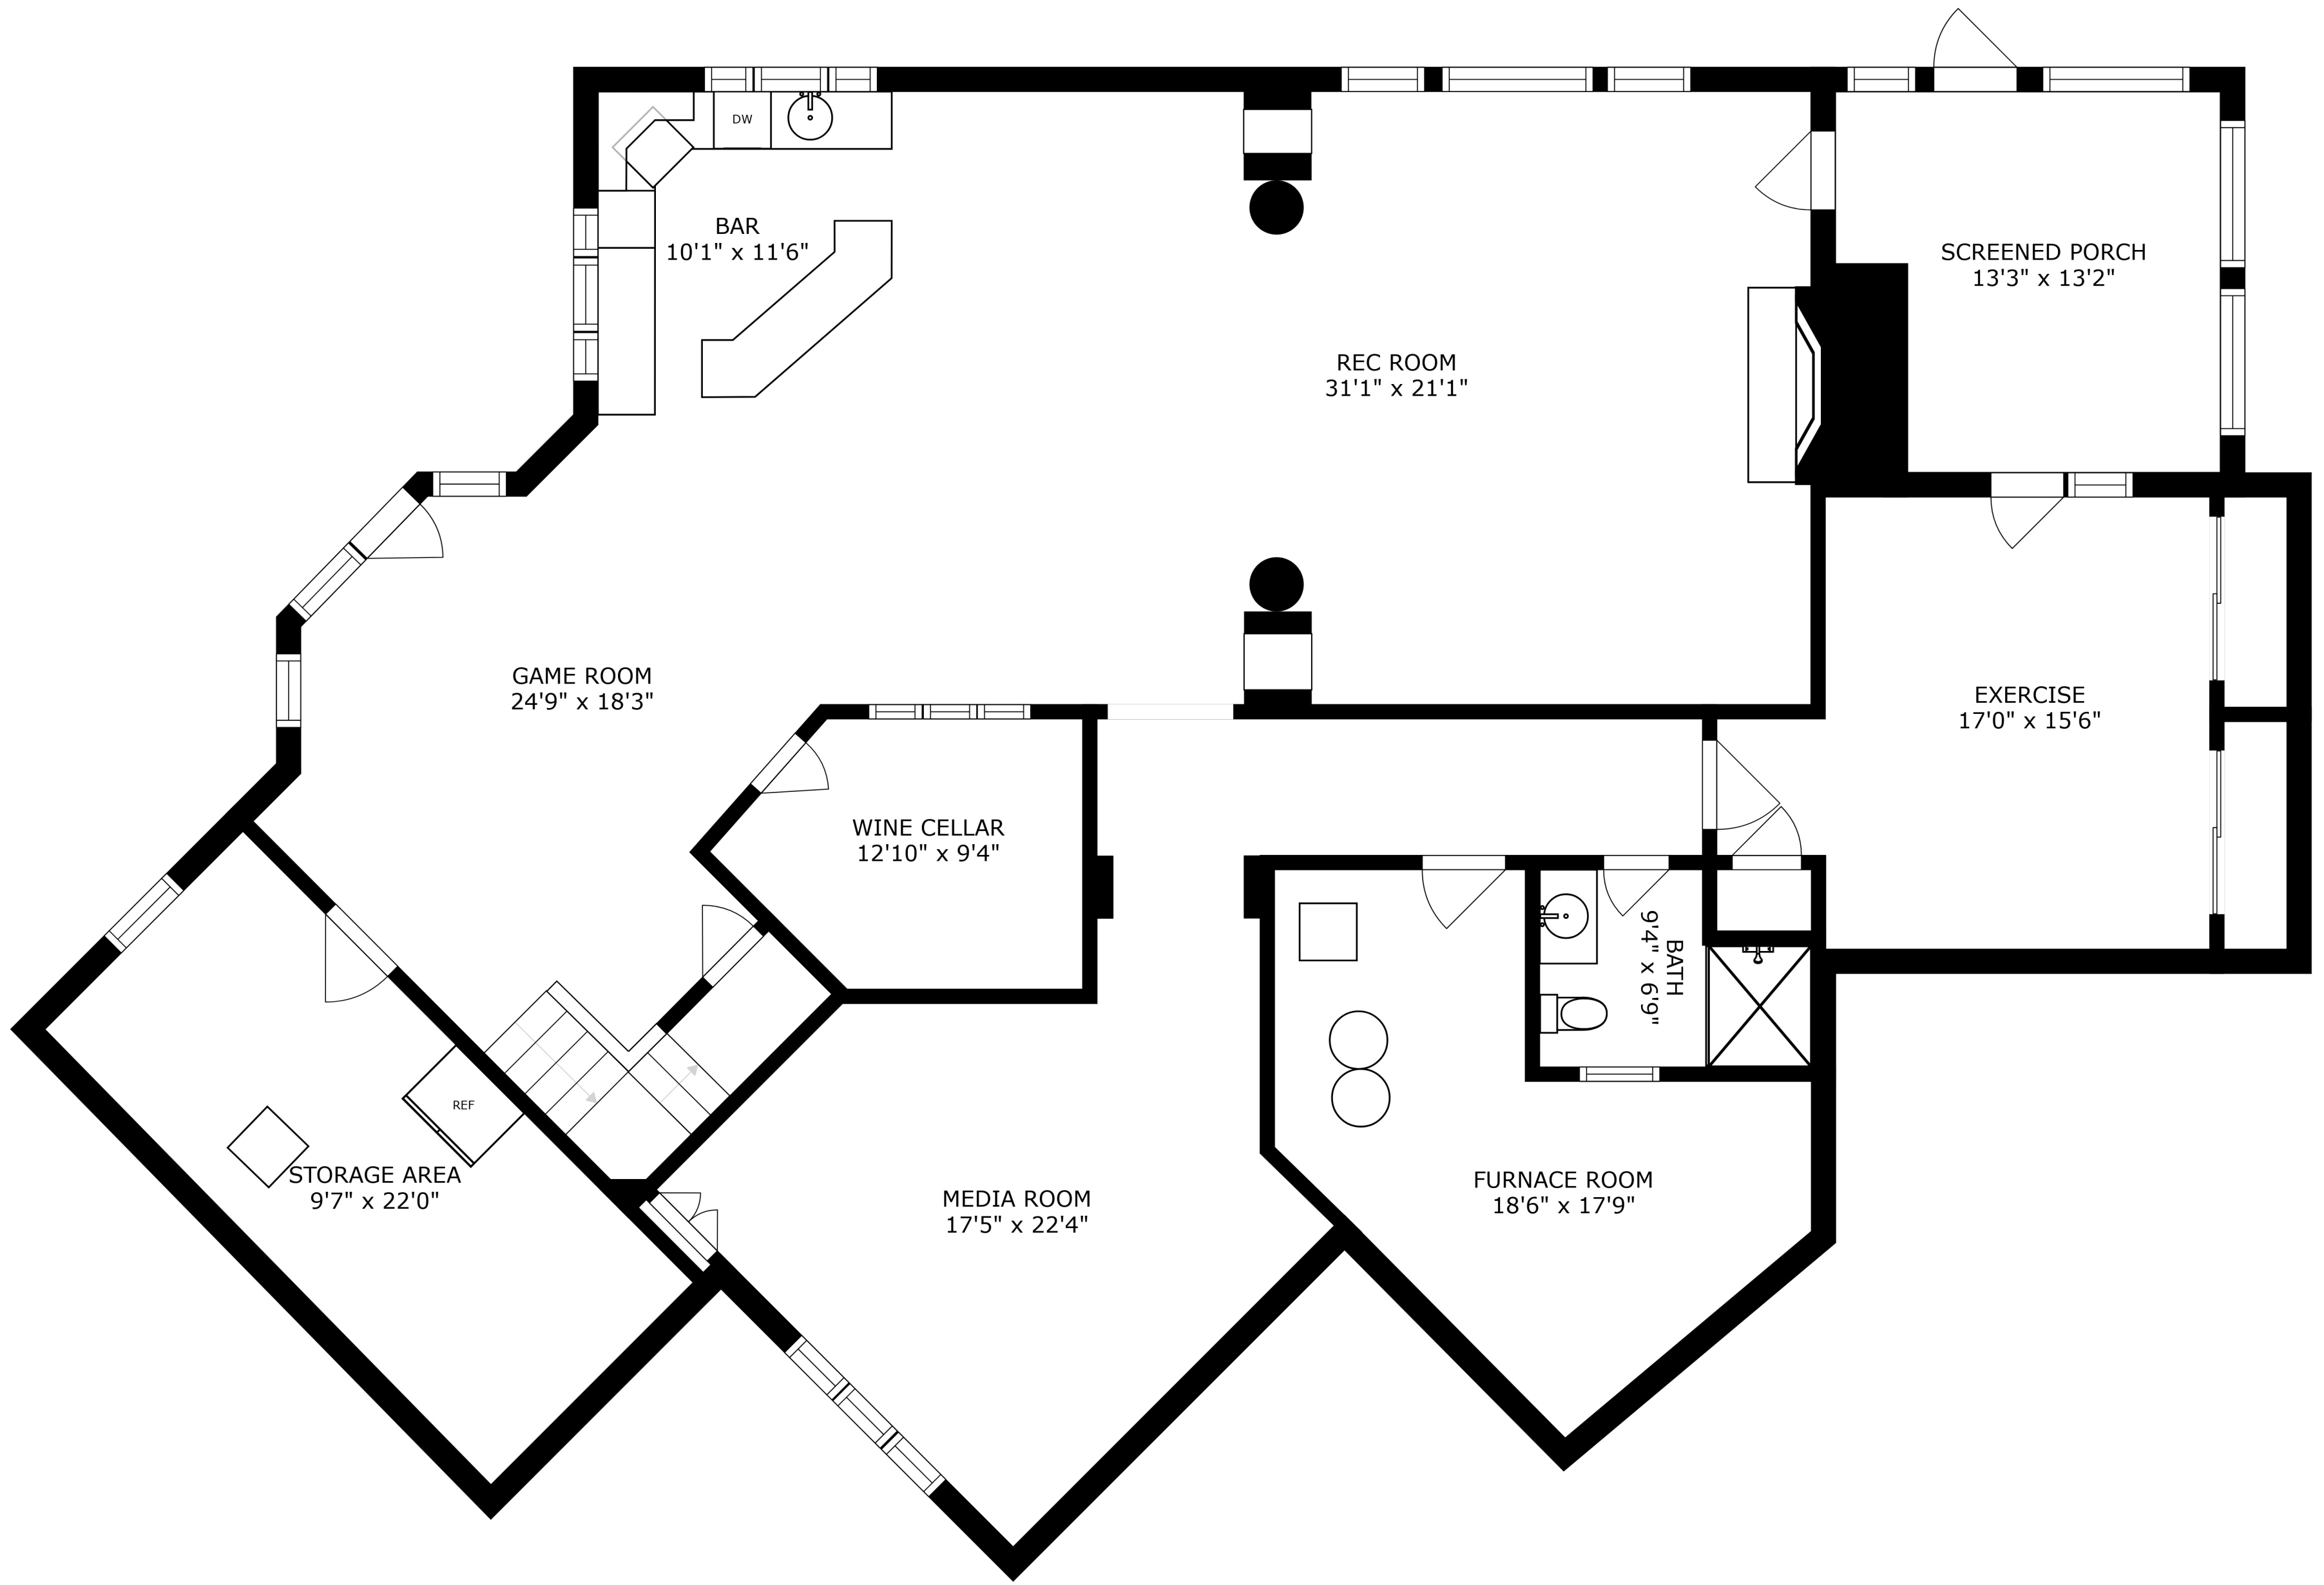 DW
BAR
10'1" x 11'6"
SCREENED PORCH
13'3" x 13'2"
REC ROOM
31'1" x 21'1"
GAME ROOM
24'9" x 18'3"
EXERCISE
17'0" x 15'6"
WINE CELLAR
12'10" x 9'4"
BATH
9'4" x 6'9"
REF
STORAGE AREA
9'7" x 22'0"
MEDIA ROOM
17'5" x 22'4"
FURNACE ROOM
18'6" x 17'9"